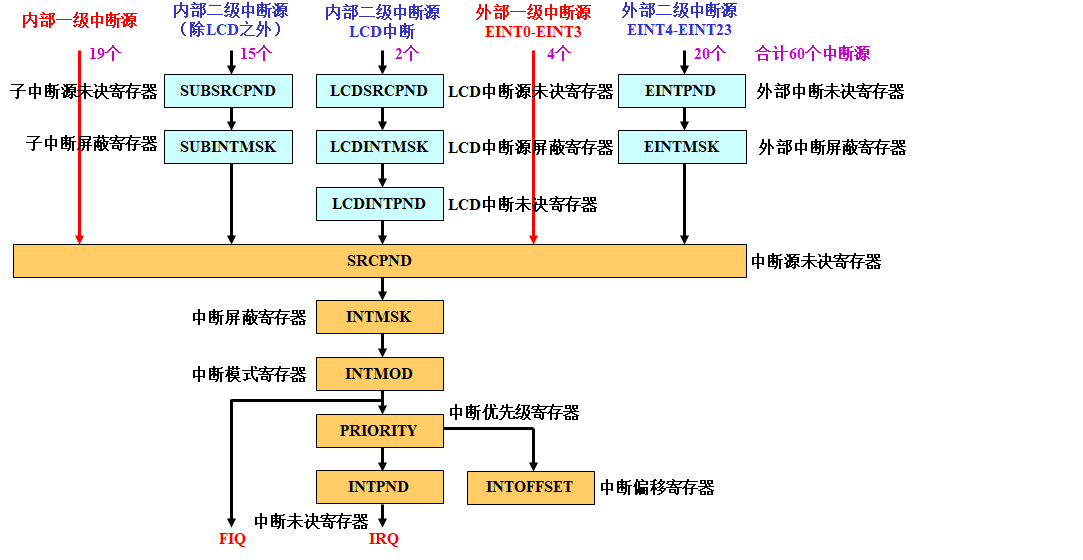 内部一级中断源
内部二级中断源
(除LCD之外)
内部二级中断源
LCD中断
外部一级中断源
EINT0-EINT3
外部二级中断源
EINT4-EINT23
19个
15个
2个
4个
20个
合计60个中断源
子中断源未决寄存器
SUBSRCPND
LCDSRCPND
LCD中断源未决寄存器
EINTPND
外部中断未决寄存器
子中断屏蔽寄存器
SUBINTMSK
LCDINTMSK
LCD中断源屏蔽寄存器
EINTMSK
外部中断屏蔽寄存器
LCDINTPND
LCD中断未决寄存器
SRCPND
中断源未决寄存器
中断屏蔽寄存器
INTMSK
中断模式寄存器
INTMOD
中断优先级寄存器
PRIORITY
INTPND
INTOFFSET
中断偏移寄存器
中断未决寄存器
FIQ
IRQ